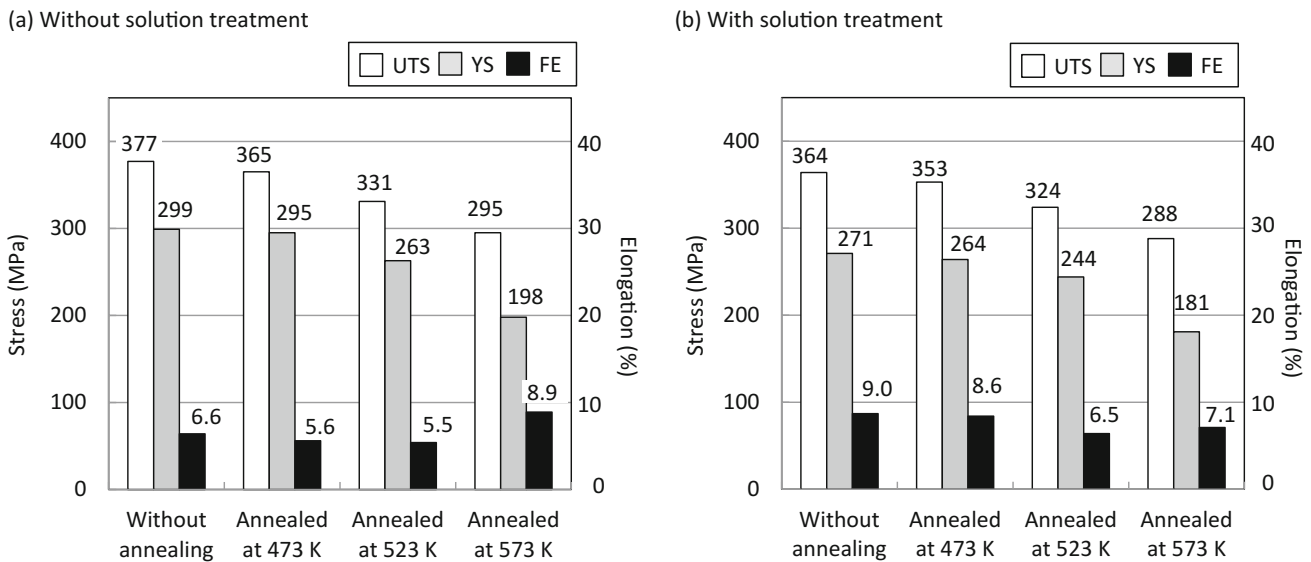 (a) Without solution treatment
UTS YS FE
400
300
200
100
0
Stress (MPa)
377
299
6.6
365
295
5.6
331
263
5.5
295
198
8.9
40
30
20
10
0
Elongation (%)
Without
annealing
Annealed
at 473 K
Annealed
at 523 K
Annealed
at 573 K
(b) With solution treatment
UTS YS FE
400
300
200
100
0
Stress (MPa)
364
271
9.0
353
264
8.6
324
244
6.5
288
181
7.1
40
30
20
10
0
Elongation (%)
Without
annealing
Annealed
at 473 K
Annealed
at 523 K
Annealed
at 573 K